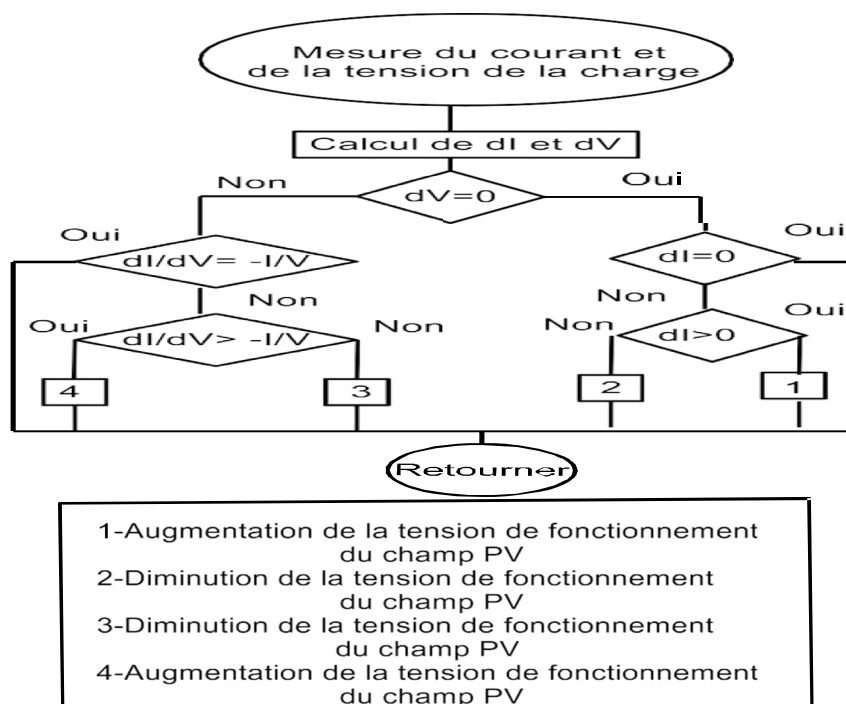 Mesure du courant et
de la tension de la charge
Calcul de dI et dV
Non
dV=0
Oui
Oui
dI/dV= -I/V
dI=0
Oui
Non
Non
Oui
dI/dV> -I/V
Non
Non
dI>0
Oui
4
3
2
1
Retourner
1-Augmentation de la tension de fonctionnement
du champ PV
2-Diminution de la tension de fonctionnement
du champ PV
3-Diminution de la tension de fonctionnement
du champ PV
4-Augmentation de la tension de fonctionnement
du champ PV